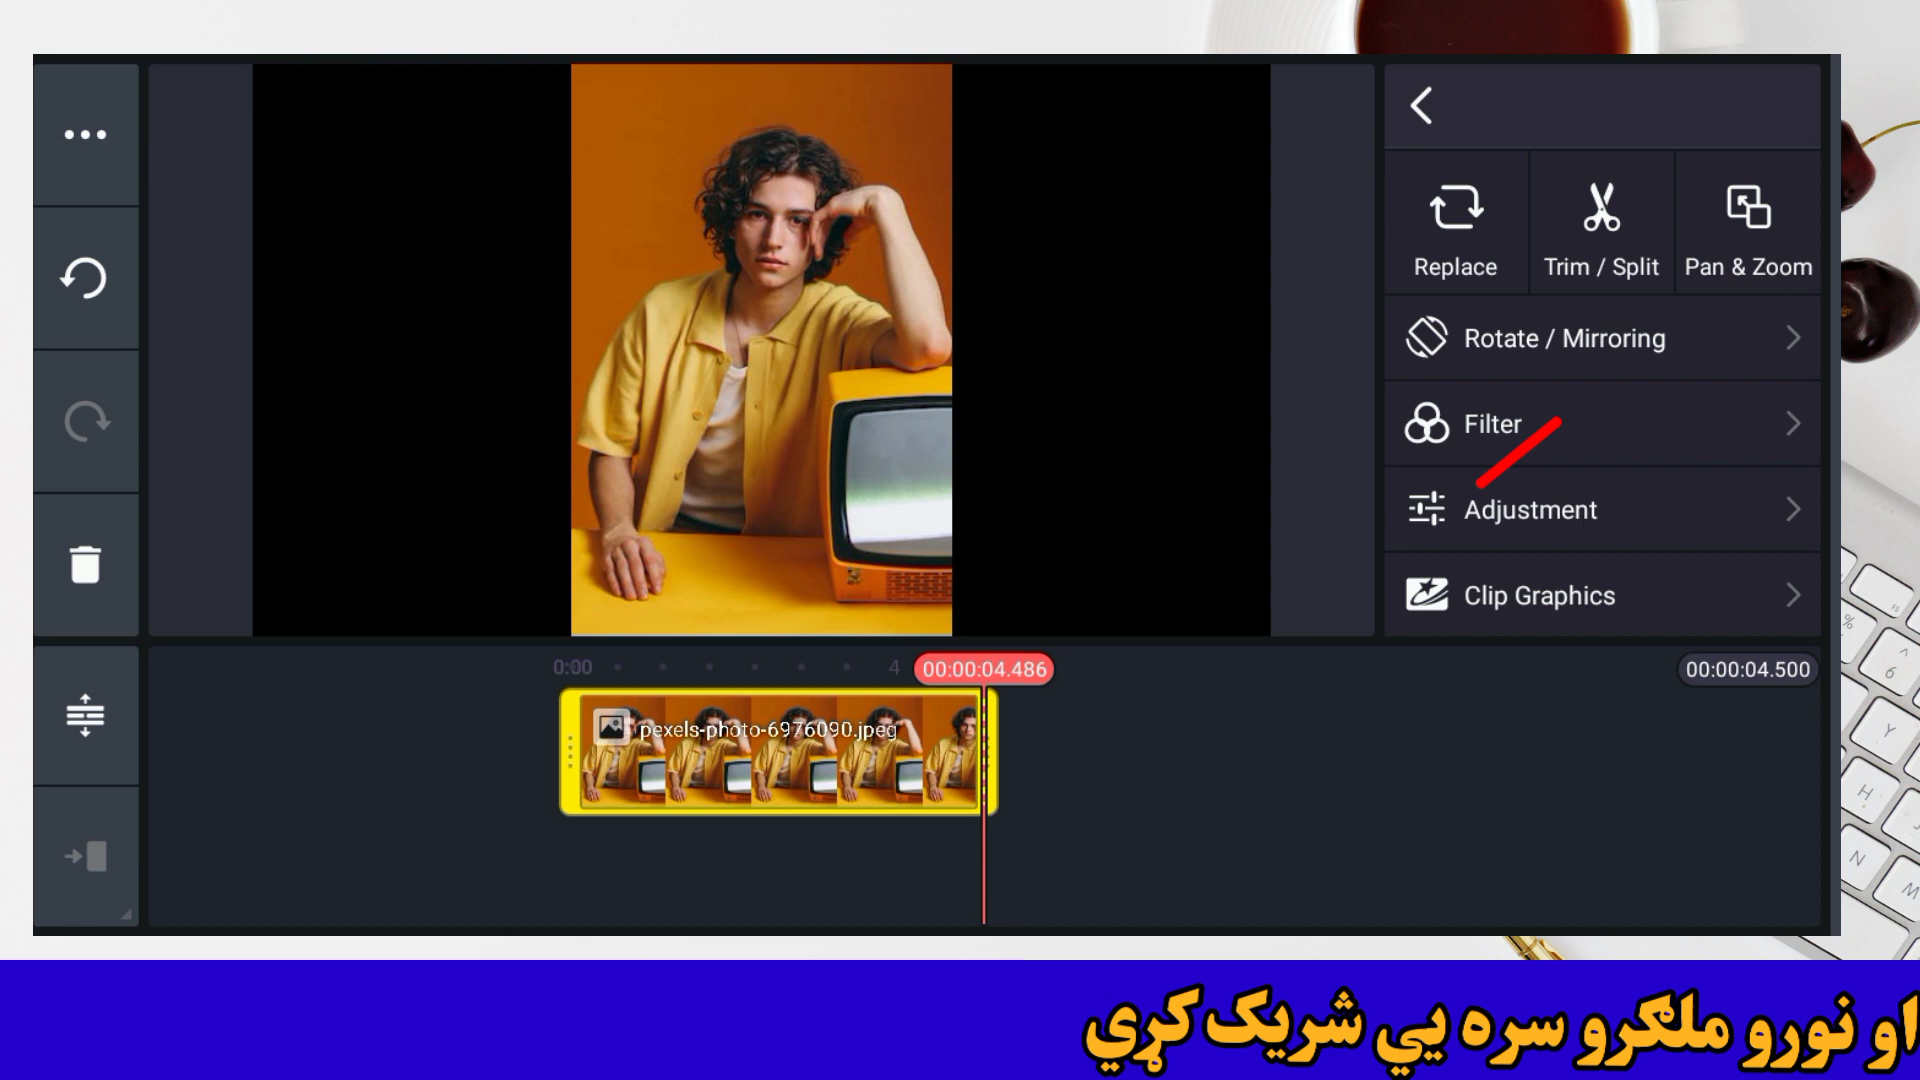 Replace
Trim / Split
Pan & Zoom
Rotate / Mirroring
Filter
Adjustment
Clip Graphics
0:00
4
00:00:04.486
00:00:04.500
pexels-photo-6976090.jpeg
او نورو ملګرو سره يي شريک کړي